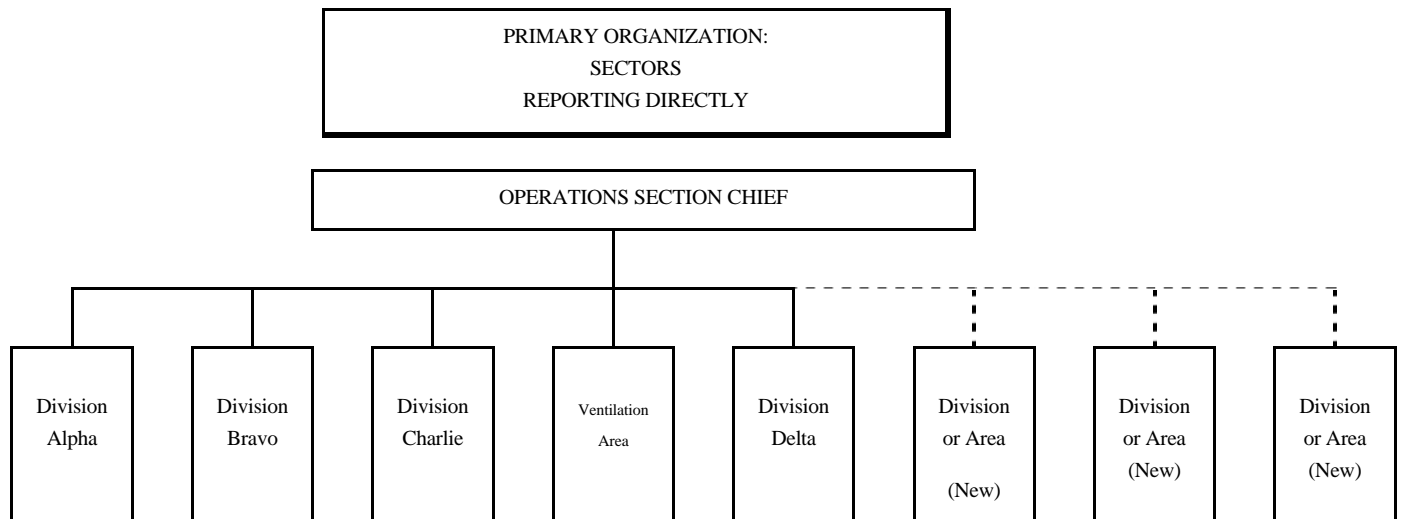 PRIMARY ORGANIZATION:
SECTORS
REPORTING DIRECTLY
OPERATIONS SECTION CHIEF
Division
Alpha
Division
Bravo
Division
Charlie
Ventilation
Area
Division
Delta
Division
or Area
(New)
Division
or Area
(New)
Division
or Area
(New)